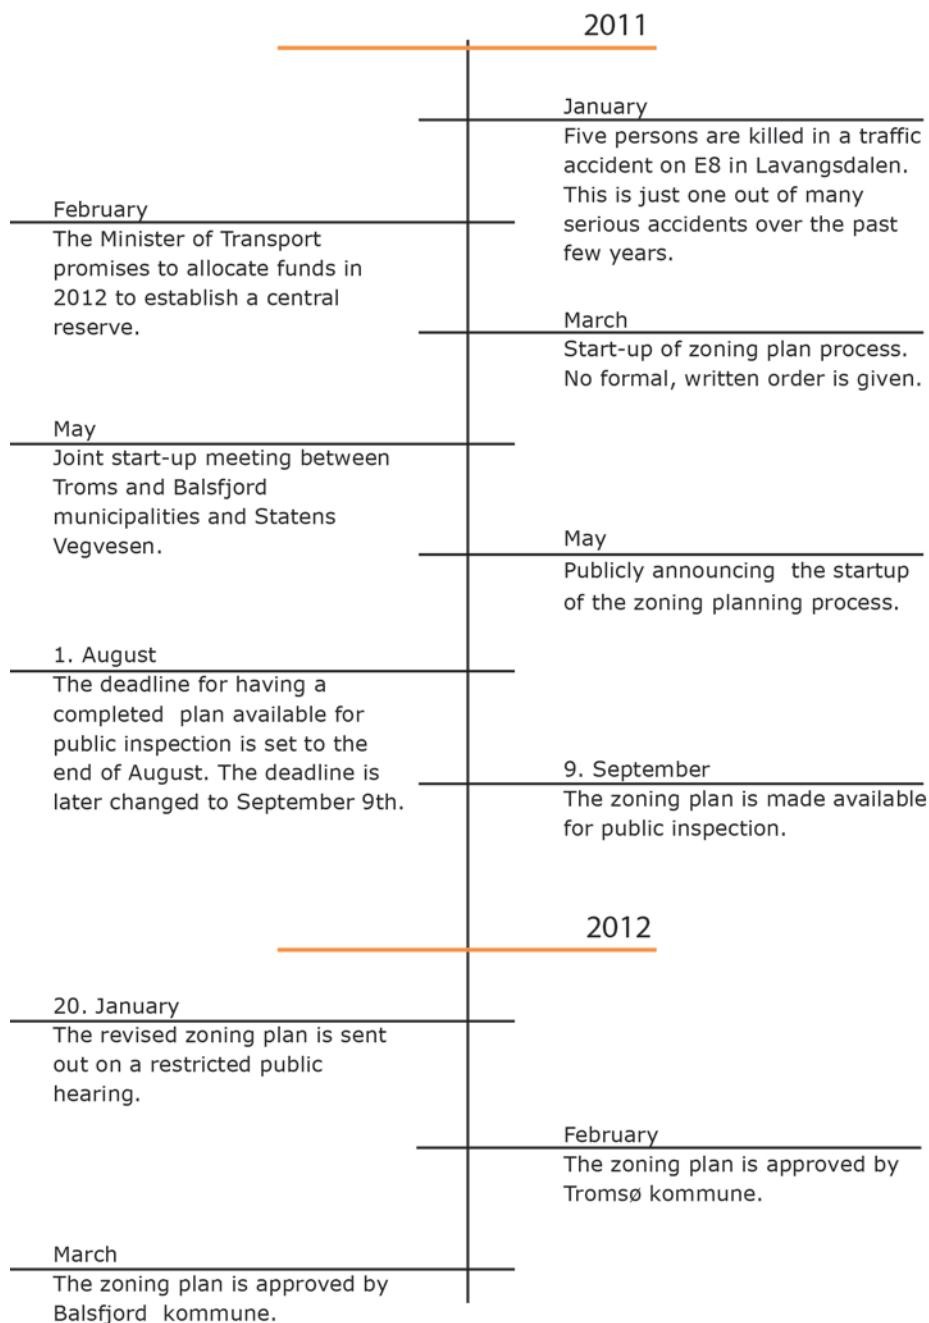 2011
January
Five persons are killed in a traffic
accident on E8 in Lavangsdalen.
This is just one out of many
serious accidents over the past
few years.
February
The Minister of Transport
promises to allocate funds in
2012 to establish a central
reserve.
March
Start-up of zoning plan process.
No formal, written order is given.
May
Joint start-up meeting between
Troms and Balsfjord
municipalities and Statens
Vegvesen.
May
Publicly announcing  the startup
of the zoning planning process.
1. August
The deadline for having a
completed  plan available for
public inspection is set to the
end of August. The deadline is
later changed to September 9th.
9. September
The zoning plan is made available
for public inspection.
2012
20. January
The revised zoning plan is sent
out on a restricted public
hearing.
February
The zoning plan is approved by
Tromsø kommune.
March
The zoning plan is approved by
Balsfjord  kommune.